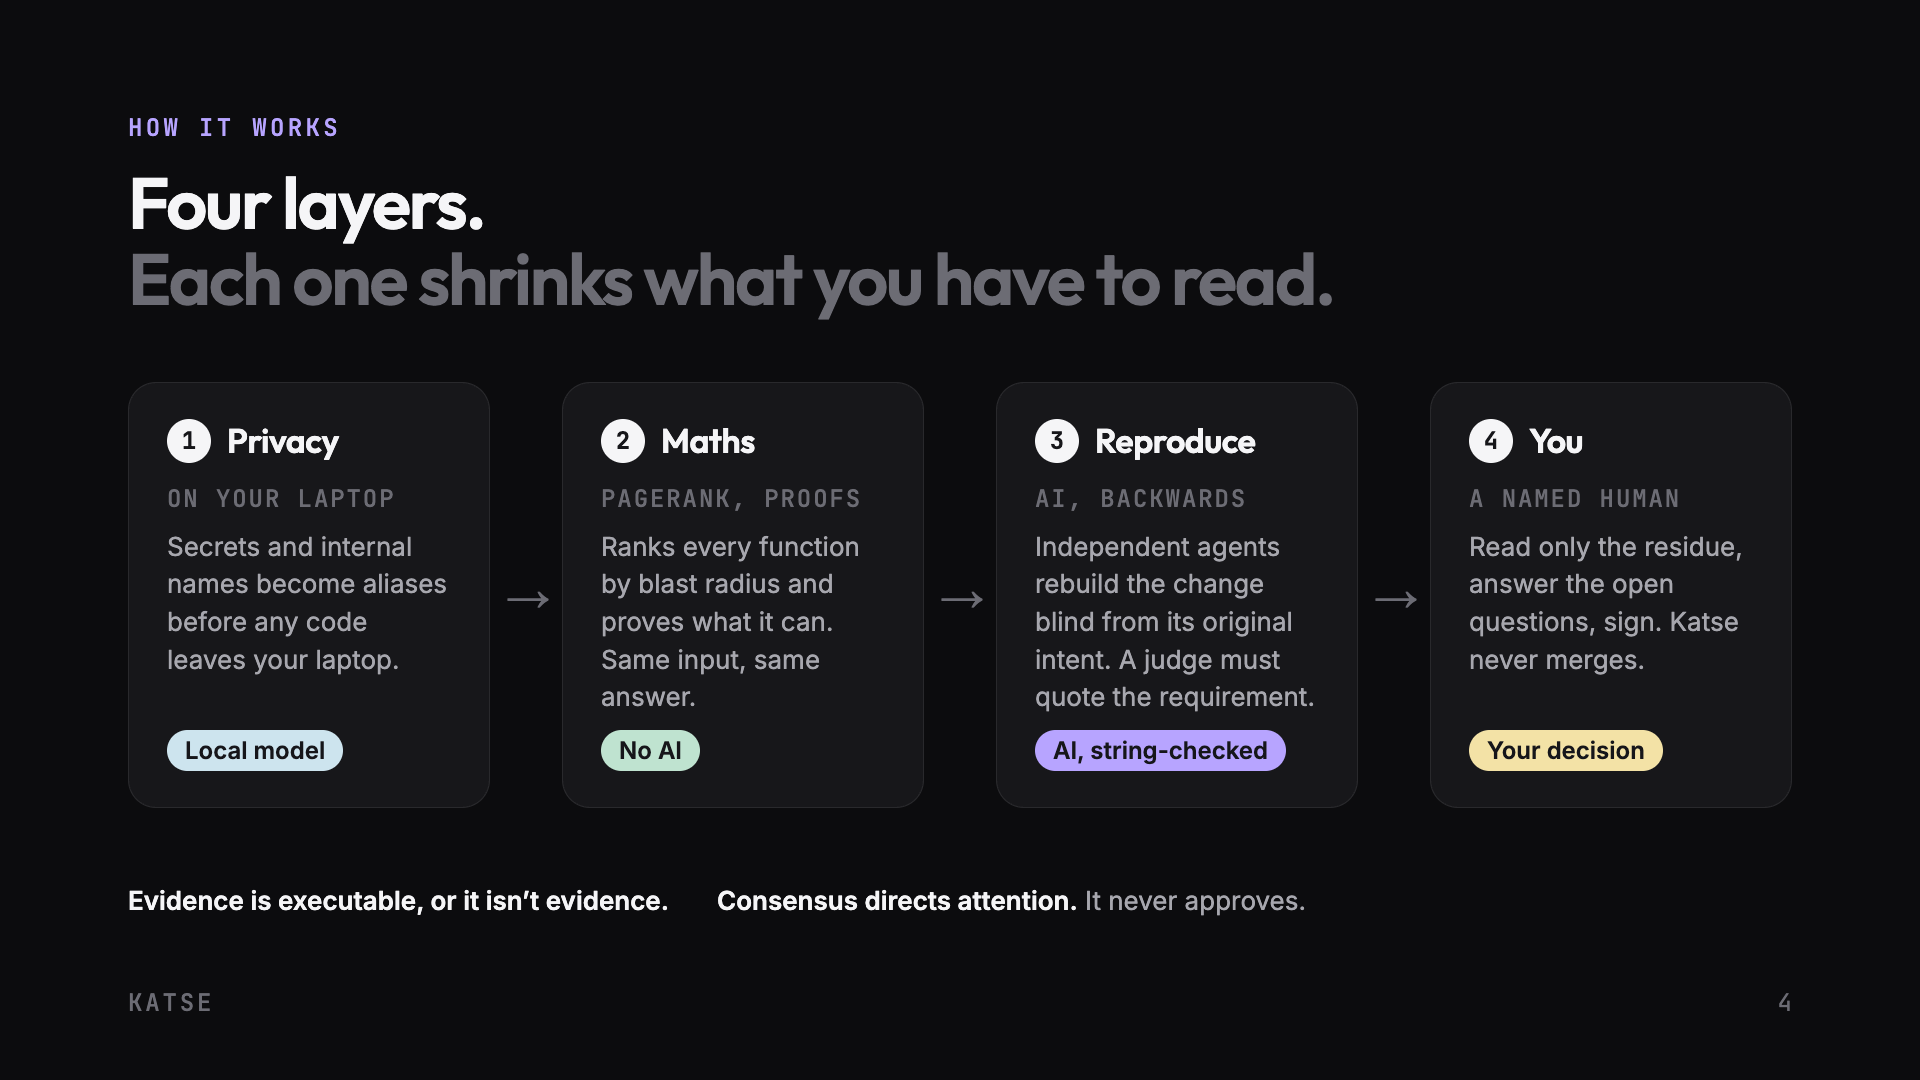 HOW IT WORKS
Four layers.
Each one shrinks what you have to read.
1 Privacy
ON YOUR LAPTOP
Secrets and internal
names become aliases
before any code
leaves your laptop.
Local model
→
2 Maths
PAGERANK, PROOFS
Ranks every function
by blast radius and
proves what it can.
Same input, same
answer.
No AI
→
3 Reproduce
AI, BACKWARDS
Independent agents
rebuild the change
blind from its original
intent. A judge must
quote the requirement.
AI, string-checked
→
4 You
A NAMED HUMAN
Read only the residue,
answer the open
questions, sign. Katse
never merges.
Your decision
Evidence is executable, or it isn’t evidence. Consensus directs attention. It never approves.
KATSE
4